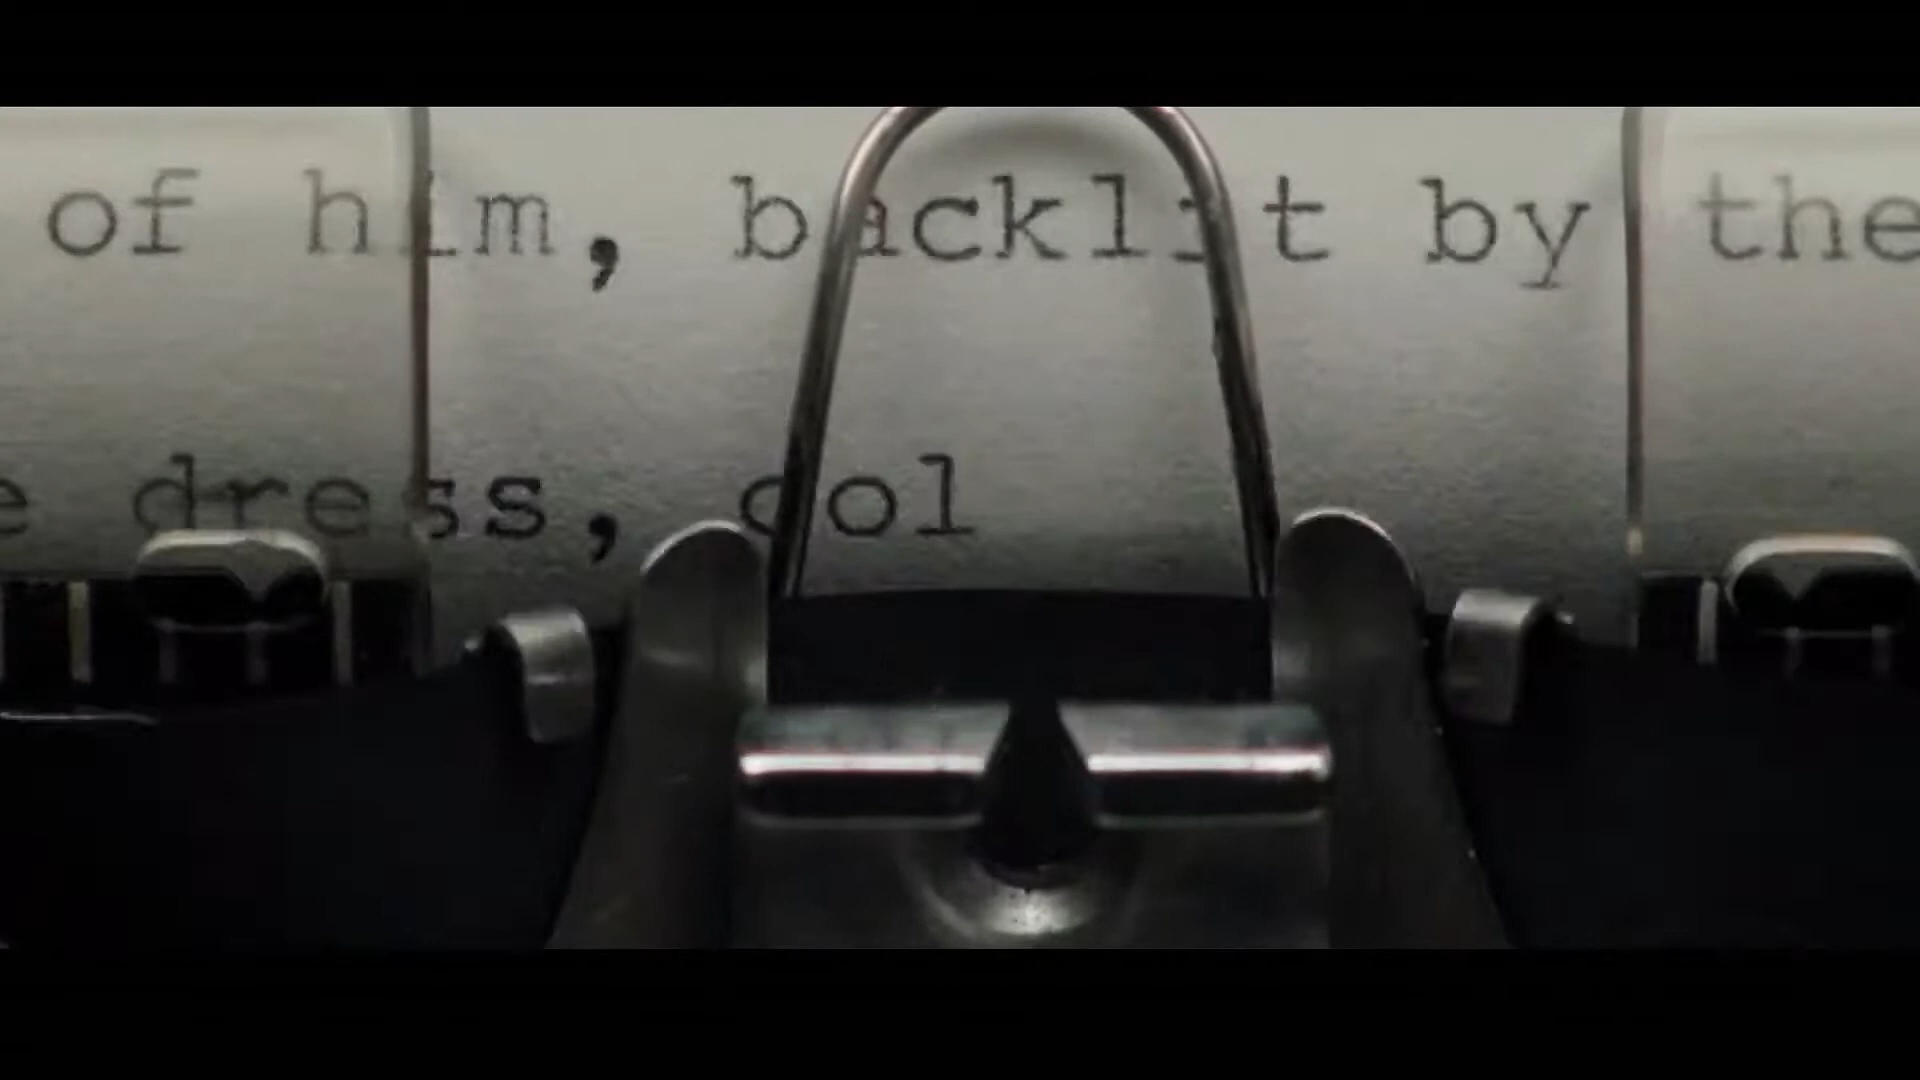 of him, backlit by the
e dress, col